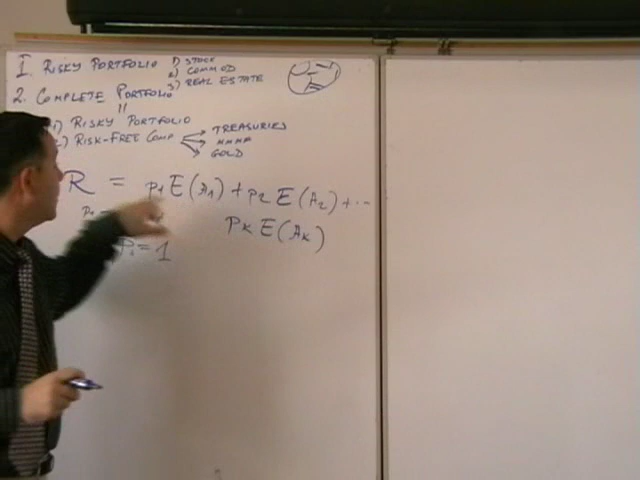 I. RISKY PORTFOLIO 1) STOCK
2) COMMOD
3) REAL ESTATE
2. COMPLETE PORTFOLIO
=
1) RISKY PORTFOLIO
2) RISK-FREE COMP → TREASURIES
→ MMMF
→ GOLD
R = P1 E(A1) + P2 E(A2) + ...
PK E(AK)
Pi = 1